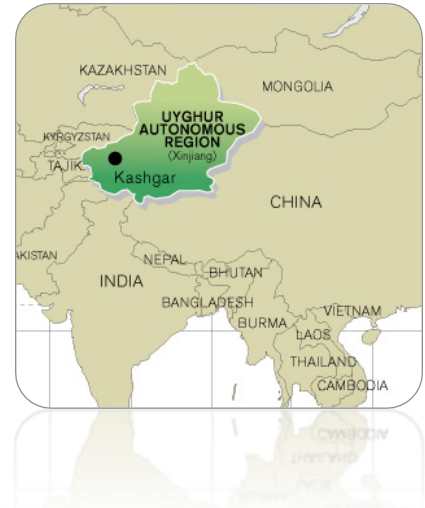 KAZAKHSTAN
MONGOLIA
UYGHUR
AUTONOMOUS
REGION
(Xinjiang)
KYRGYZSTAN
TAJIK.
Kashgar
CHINA
AKISTAN
NEPAL
BHUTAN
INDIA
BANGLADESH
BURMA
VIETNAM
LAOS
THAILAND
CAMBODIA